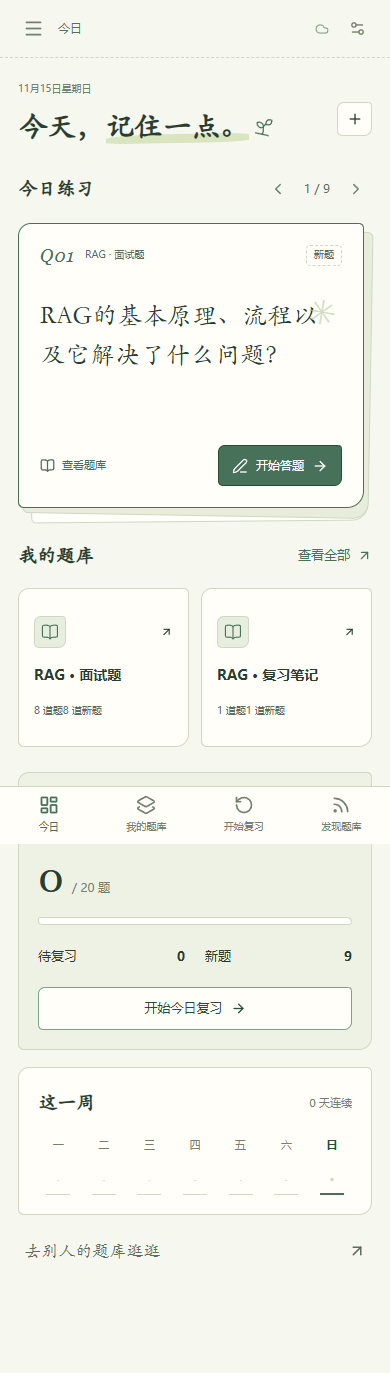 今日
11月15日星期日
今天，记住一点。
今日练习
1 / 9
Q01 RAG · 面试题 新题
RAG的基本原理、流程以
及它解决了什么问题?
查看题库 开始答题
我的题库 查看全部
RAG • 面试题
8 道题8 道新题
RAG • 复习笔记
1 道题1 道新题
今日 我的题库 开始复习 发现题库
0 / 20 题
待复习 0 新题 9
开始今日复习
这一周 0 天连续
一 二 三 四 五 六 日
去别人的题库逛逛